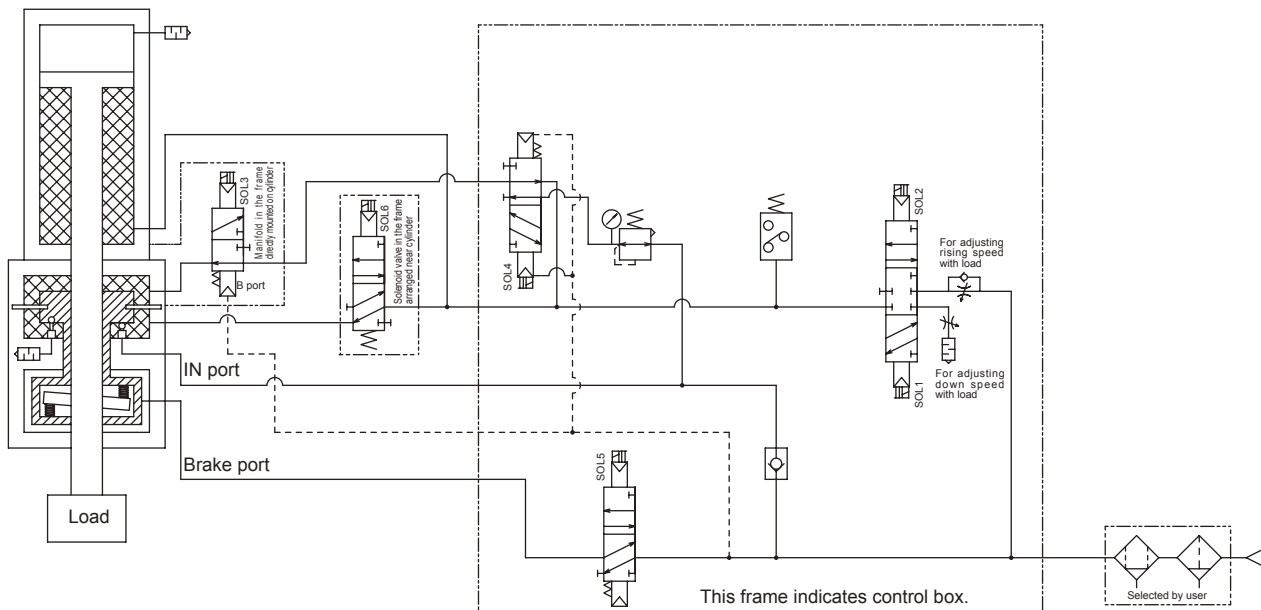 SOL3
Manifold in the frame
directly mounted on cylinder
B port
SOL6
Solenoid valve in the frame
arranged near cylinder
SOL4
SOL2
For adjusting
rising speed
with load
For adjusting
down speed
with load
SOL1
IN port
Brake port
SOL5
Load
This frame indicates control box.
Selected by user